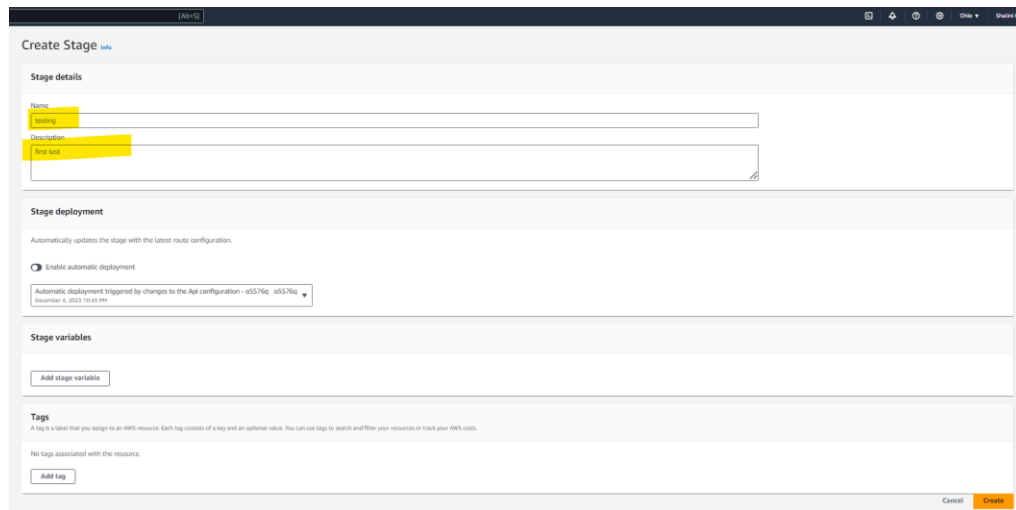 [Alt+S]
Ohio
Shalini
Create Stage Info
Stage details
Name
testing
Description
first test
Stage deployment
Automatically updates the stage with the latest route configuration.
Enable automatic deployment
Automatic deployment triggered by changes to the Api configuration - o5576q o5576q
December 4, 2023 10:45 PM
Stage variables
Add stage variable
Tags
A tag is a label that you assign to an AWS resource. Each tag consists of a key and an optional value. You can use tags to search and filter your resources or track your AWS costs.
No tags associated with the resource.
Add tag
Cancel Create